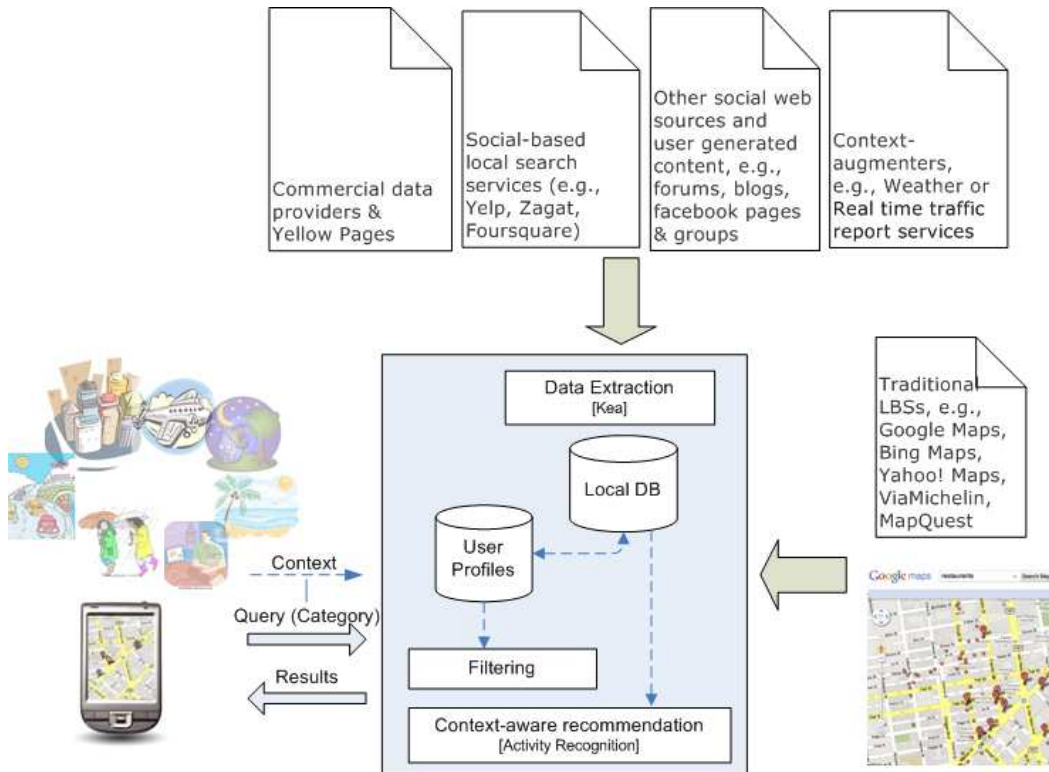 Commercial data
providers &
Yellow Pages
Social-based
local search
services (e.g.,
Yelp, Zagat,
Foursquare)
Other social web
sources and
user generated
content, e.g.,
forums, blogs,
facebook pages
& groups
Context-
augmenters,
e.g., Weather or
Real time traffic
report services
Data Extraction
[Kea]
Local DB
User
Profiles
Filtering
Context-aware recommendation
[Activity Recognition]
Context
Query (Category)
Results
Traditional
LBSs, e.g.,
Google Maps,
Bing Maps,
Yahoo! Maps,
ViaMichelin,
MapQuest
Google maps
restaurants
Search Map